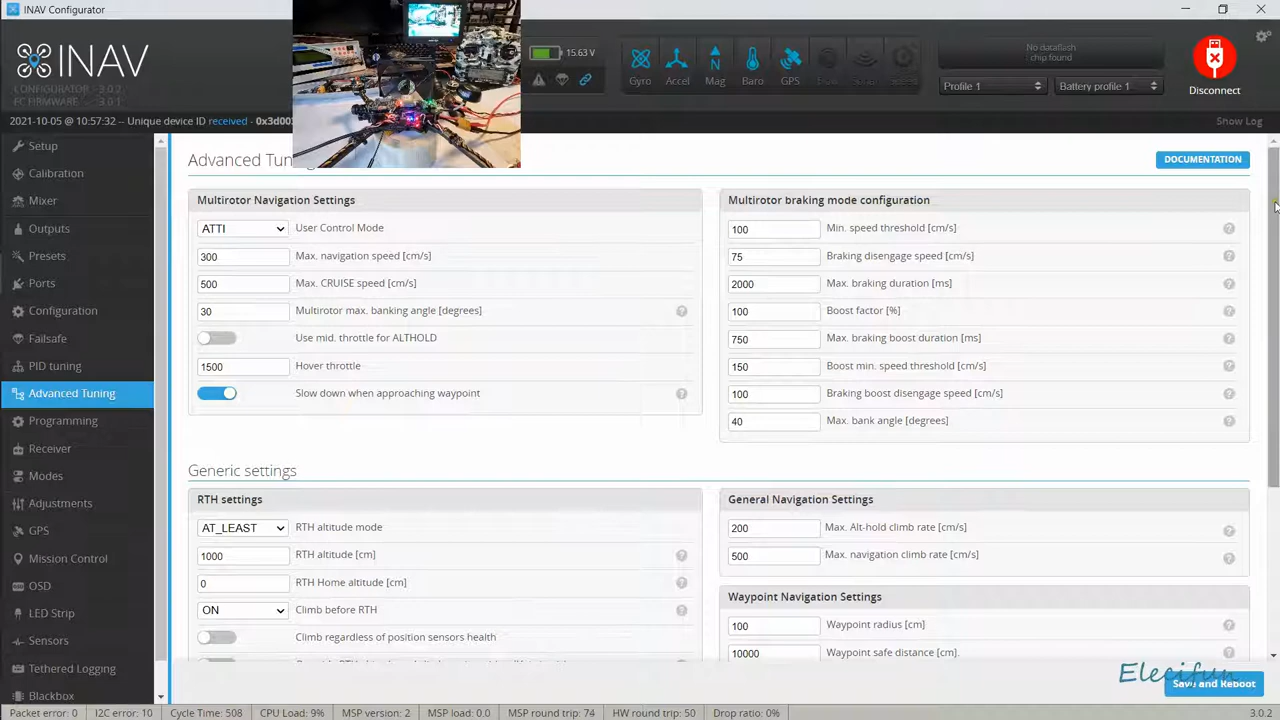 INAV Configurator
INAV
CONFIGURATOR 3.0.2
FC FIRMWARE 3.0.1
15.63 V
Gyro
Accel
Mag
Baro
GPS
No dataflash
chip found
Profile 1
Battery profile 1
Disconnect
2021-10-05 @ 10:57:32 - Unique device ID received - 0x3d003
Show Log
Setup
Calibration
Mixer
Outputs
Presets
Ports
Configuration
Failsafe
PID tuning
Advanced Tuning
Programming
Receiver
Modes
Adjustments
GPS
Mission Control
OSD
LED Strip
Sensors
Tethered Logging
Blackbox
Advanced Tuning
DOCUMENTATION
Multirotor Navigation Settings
ATTI User Control Mode
300 Max. navigation speed [cm/s]
500 Max. CRUISE speed [cm/s]
30 Multirotor max. banking angle [degrees]
Use mid. throttle for ALTHOLD
1500 Hover throttle
Slow down when approaching waypoint
Multirotor braking mode configuration
100 Min. speed threshold [cm/s]
75 Braking disengage speed [cm/s]
2000 Max. braking duration [ms]
100 Boost factor [%]
750 Max. braking boost duration [ms]
150 Boost min. speed threshold [cm/s]
100 Braking boost disengage speed [cm/s]
40 Max. bank angle [degrees]
Generic settings
RTH settings
AT_LEAST RTH altitude mode
1000 RTH altitude [cm]
0 RTH Home altitude [cm]
ON Climb before RTH
Climb regardless of position sensors health
General Navigation Settings
200 Max. Alt-hold climb rate [cm/s]
500 Max. navigation climb rate [cm/s]
Waypoint Navigation Settings
100 Waypoint radius [cm]
10000 Waypoint safe distance [cm].
Elecifun
Save and Reboot
Packet error: 0 I2C error: 10 Cycle Time: 508 CPU Load: 9% MSP version: 2 MSP load: 0.0 MSP round trip: 74 HW round trip: 50 Drop ratio: 0% 3.0.2